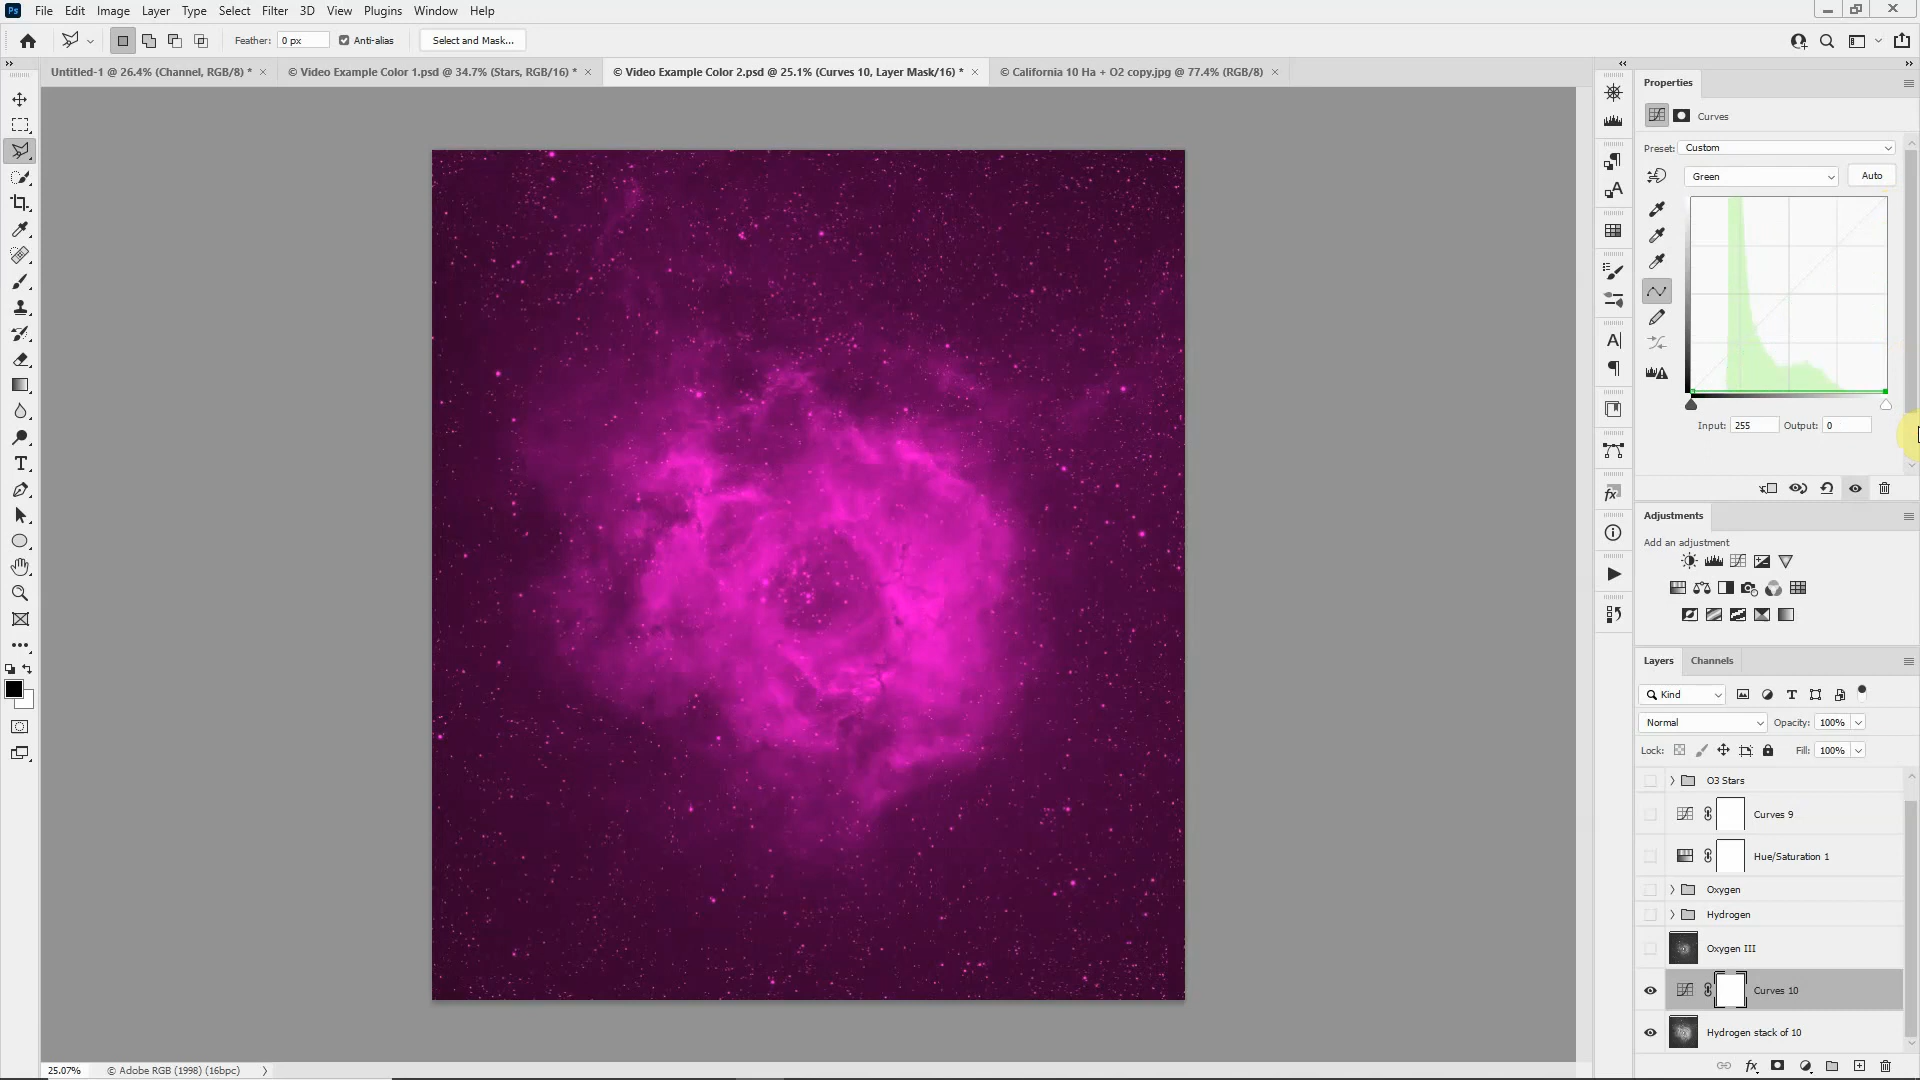 Ps File Edit Image Layer Type Select Filter 3D View Plugins Window Help
Feather: 0 px Anti-alias Select and Mask...
Untitled-1 @ 26.4% (Channel, RGB/8) * × © Video Example Color 1.psd @ 34.7% (Stars, RGB/16) * × © Video Example Color 2.psd @ 25.1% (Curves 10, Layer Mask/16) * × © California 10 Ha + O2 copy.jpg @ 77.4% (RGB/8) ×
Properties
Curves
Preset: Custom
Green Auto
Input: 255 Output: 0
Adjustments
Add an adjustment
Layers Channels
Kind
Normal Opacity: 100%
Lock: Fill: 100%
O3 Stars
Curves 9
Hue/Saturation 1
Oxygen
Hydrogen
Oxygen III
Curves 10
Hydrogen stack of 10
25.07% © Adobe RGB (1998) (16bpc)